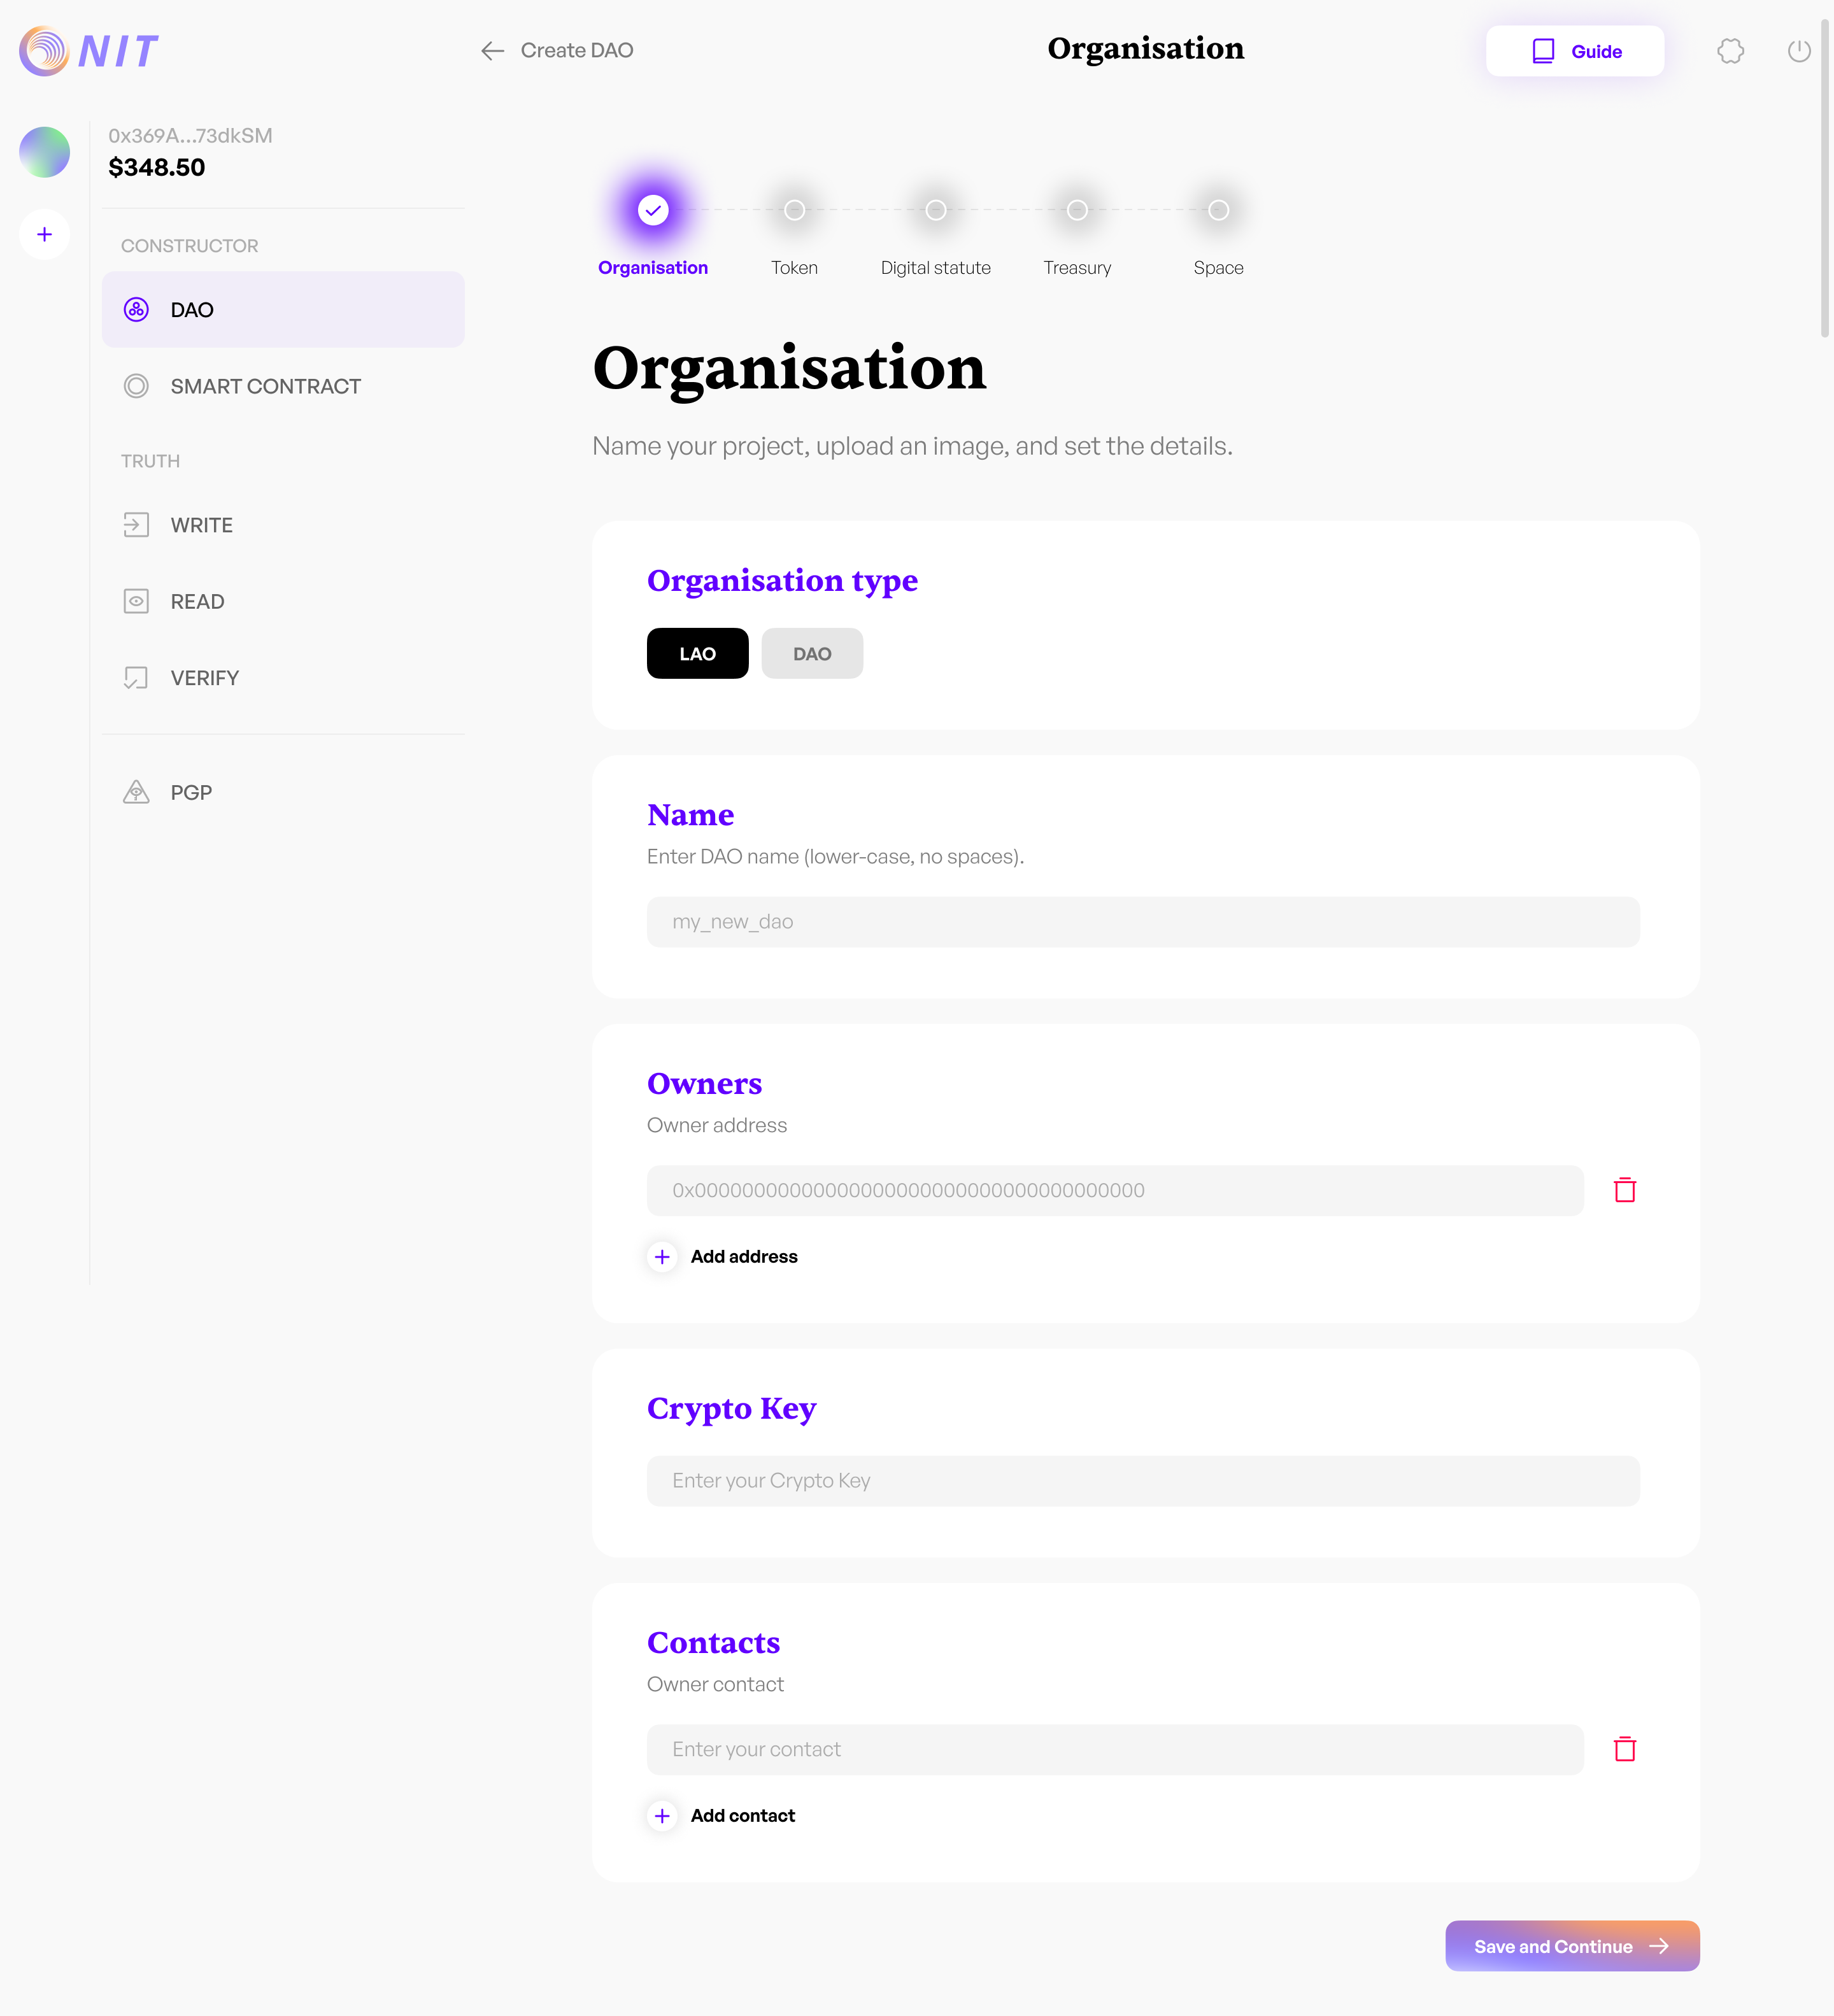 NIT
Create DAO
Organisation
Guide
0x369A...73dkSM
$348.50
CONSTRUCTOR
DAO
SMART CONTRACT
TRUTH
WRITE
READ
VERIFY
PGP
Organisation
Token
Digital statute
Treasury
Space
Organisation
Name your project, upload an image, and set the details.
Organisation type
LAO
DAO
Name
Enter DAO name (lower-case, no spaces).
my_new_dao
Owners
Owner address
0x0000000000000000000000000000000000000000
Add address
Crypto Key
Enter your Crypto Key
Contacts
Owner contact
Enter your contact
Add contact
Save and Continue